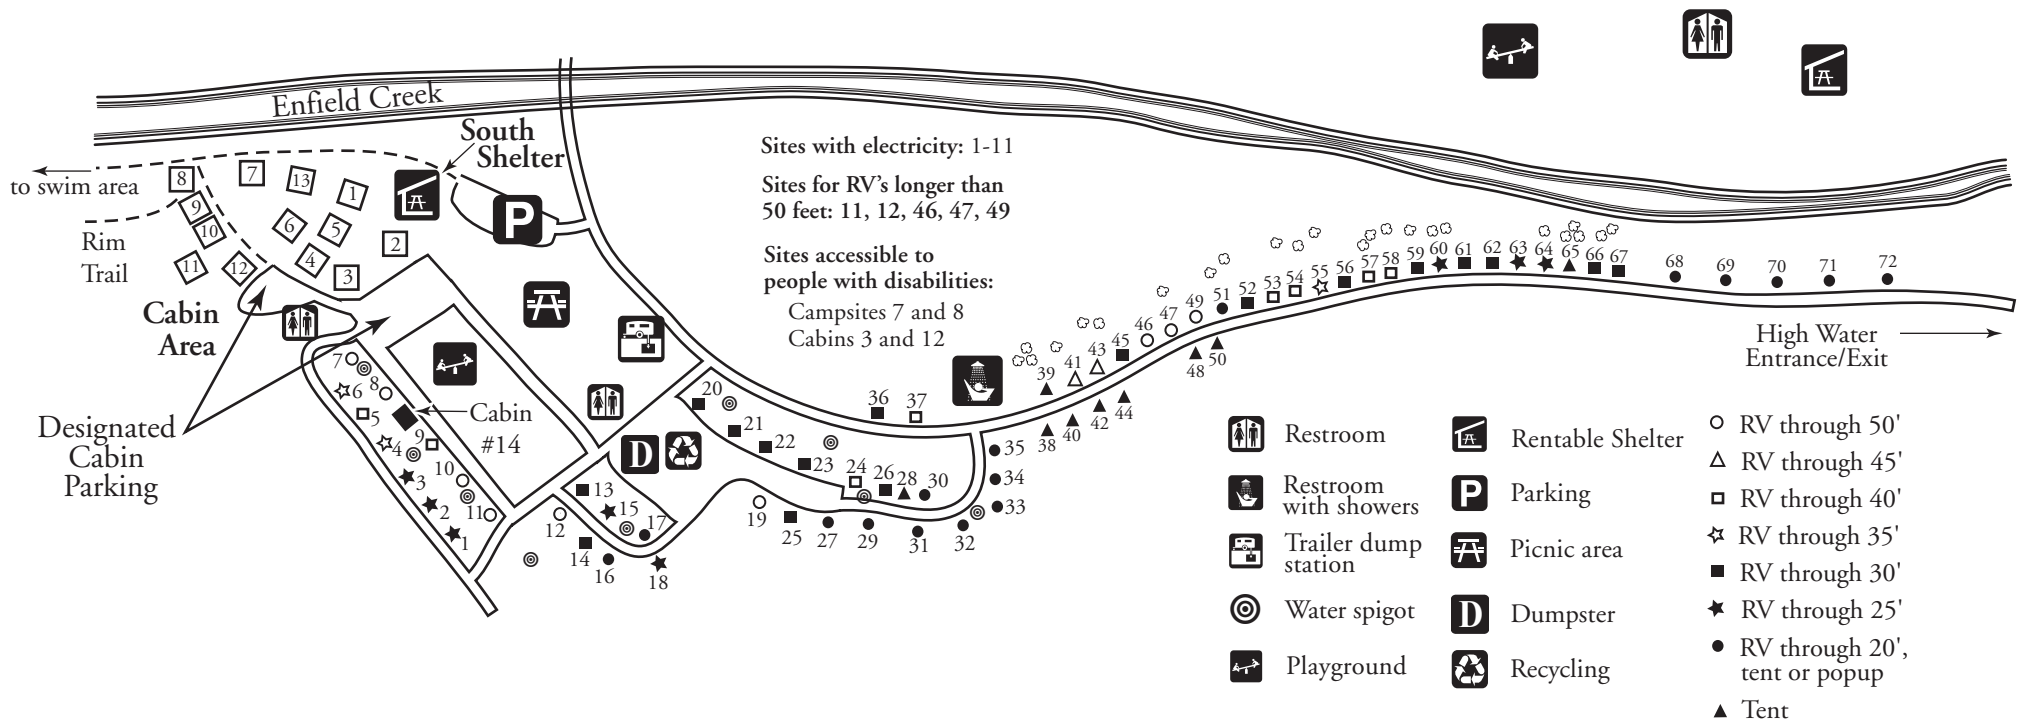 Enfield Creek
South
Shelter
to swim area
Rim
Trail
8
7
13
1
9
10
6
5
2
11
12
4
3
Cabin
Area
P
Sites with electricity: 1-11
Sites for RV's longer than
50 feet: 11, 12, 46, 47, 49
Sites accessible to
people with disabilities:
Campsites 7 and 8
Cabins 3 and 12
Designated
Cabin
Parking
Cabin
#14
7
8
6
5
9
4
10
3
2
11
1
D
12
13
14
15
16
17
18
19
20
21
22
23
24
25
26
27
28
29
30
31
32
33
34
35
36
37
38
39
40
41
42
43
44
45
46
47
48
49
50
51
52
53
54
55
56
57
58
59
60
61
62
63
64
65
66
67
68
69
70
71
72
High Water
Entrance/Exit
Restroom
Restroom
with showers
Trailer dump
station
Water spigot
Playground
Rentable Shelter
P
Parking
Picnic area
D
Dumpster
Recycling
RV through 50'
RV through 45'
RV through 40'
RV through 35'
RV through 30'
RV through 25'
RV through 20',
tent or popup
Tent